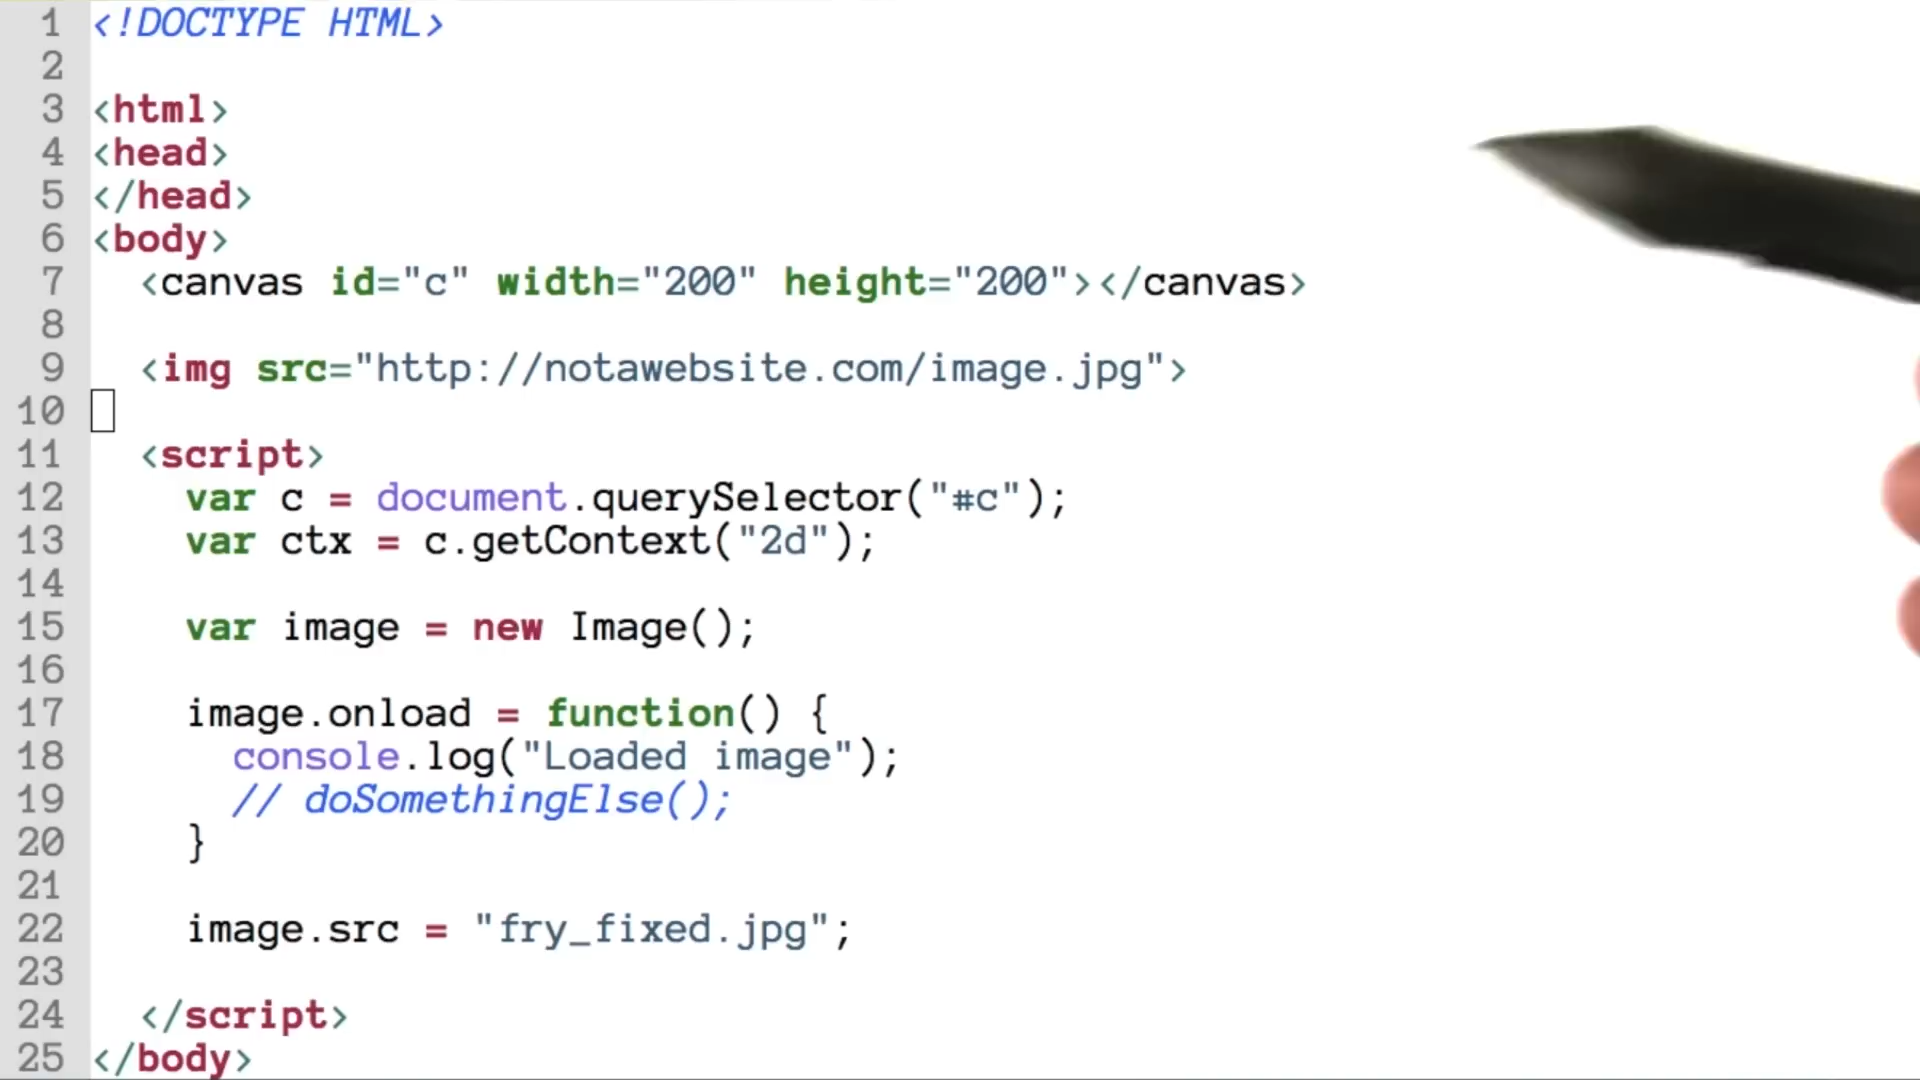 1 <!DOCTYPE HTML>
2
3 <html>
4 <head>
5 </head>
6 <body>
7   <canvas id="c" width="200" height="200"></canvas>
8
9   <img src="http://notawebsite.com/image.jpg">
10
11   <script>
12     var c = document.querySelector("#c");
13     var ctx = c.getContext("2d");
14
15     var image = new Image();
16
17     image.onload = function() {
18       console.log("Loaded image");
19       // doSomethingElse();
20     }
21
22     image.src = "fry_fixed.jpg";
23
24   </script>
25 </body>